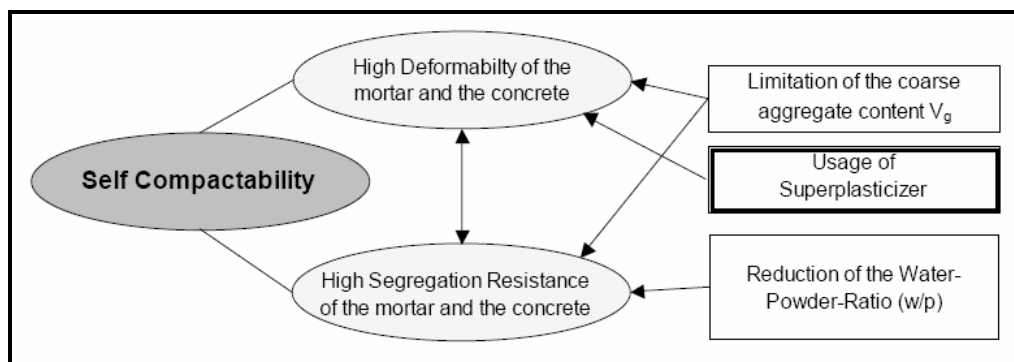 High Deformabilty of the
mortar and the concrete
Limitation of the coarse
aggregate content Vg
Self Compactability
Usage of
Superplasticizer
High Segregation Resistance
of the mortar and the concrete
Reduction of the Water-
Powder-Ratio (w/p)